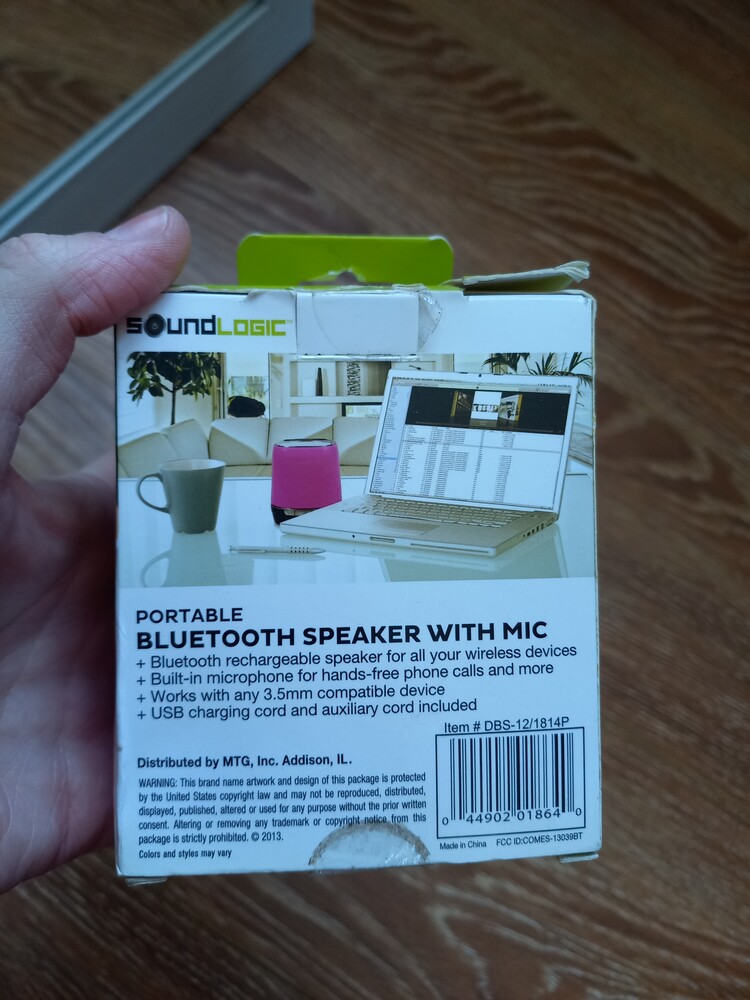 SOUNDLOGIC™
PORTABLE
BLUETOOTH SPEAKER WITH MIC
+ Bluetooth rechargeable speaker for all your wireless devices
+ Built-in microphone for hands-free phone calls and more
+ Works with any 3.5mm compatible device
+ USB charging cord and auxiliary cord included
Item # DBS-12/1814P
Distributed by MTG, Inc. Addison, IL.
WARNING: This brand name artwork and design of this package is protected
by the United States copyright law and may not be reproduced, distributed,
displayed, published, altered or used for any purpose without the prior written
consent. Altering or removing any trademark or copyright notice from this
package is strictly prohibited. © 2013.
Colors and styles may vary
0 44902 01864 0
Made in China FCC ID:COMES-13039BT